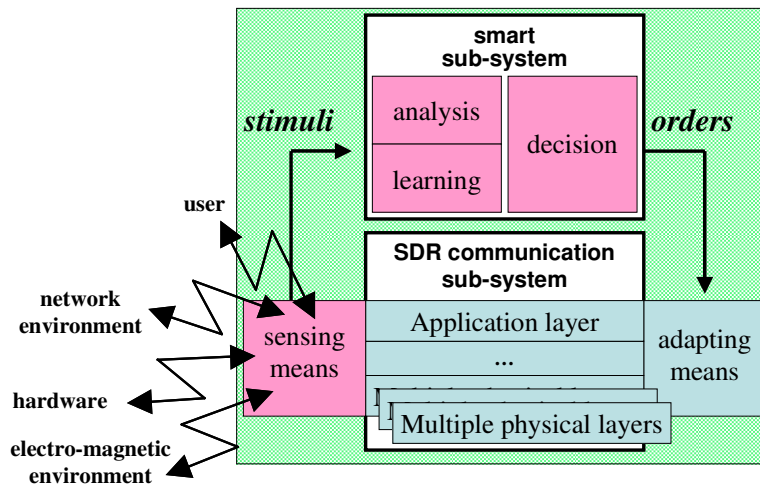 smart
sub-system
stimuli
analysis
learning
decision
orders
user
SDR communication
sub-system
network
environment
sensing
means
Application layer
...
adapting
means
Multiple physical layers
hardware
electro-magnetic
environment